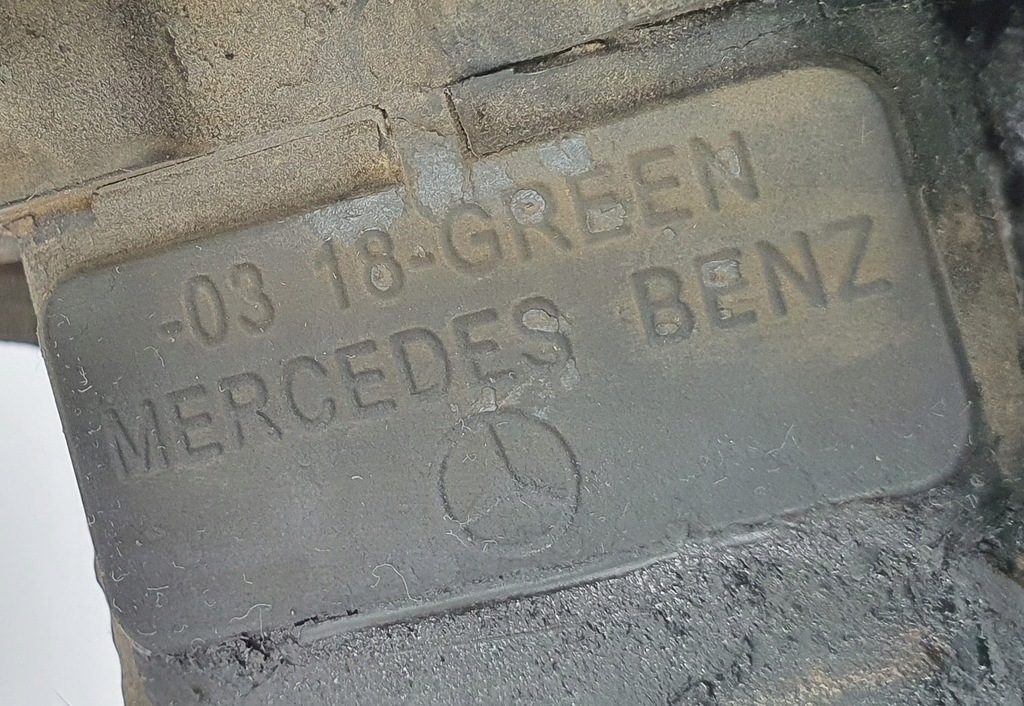 -03 18-GREEN
MERCEDES BENZ